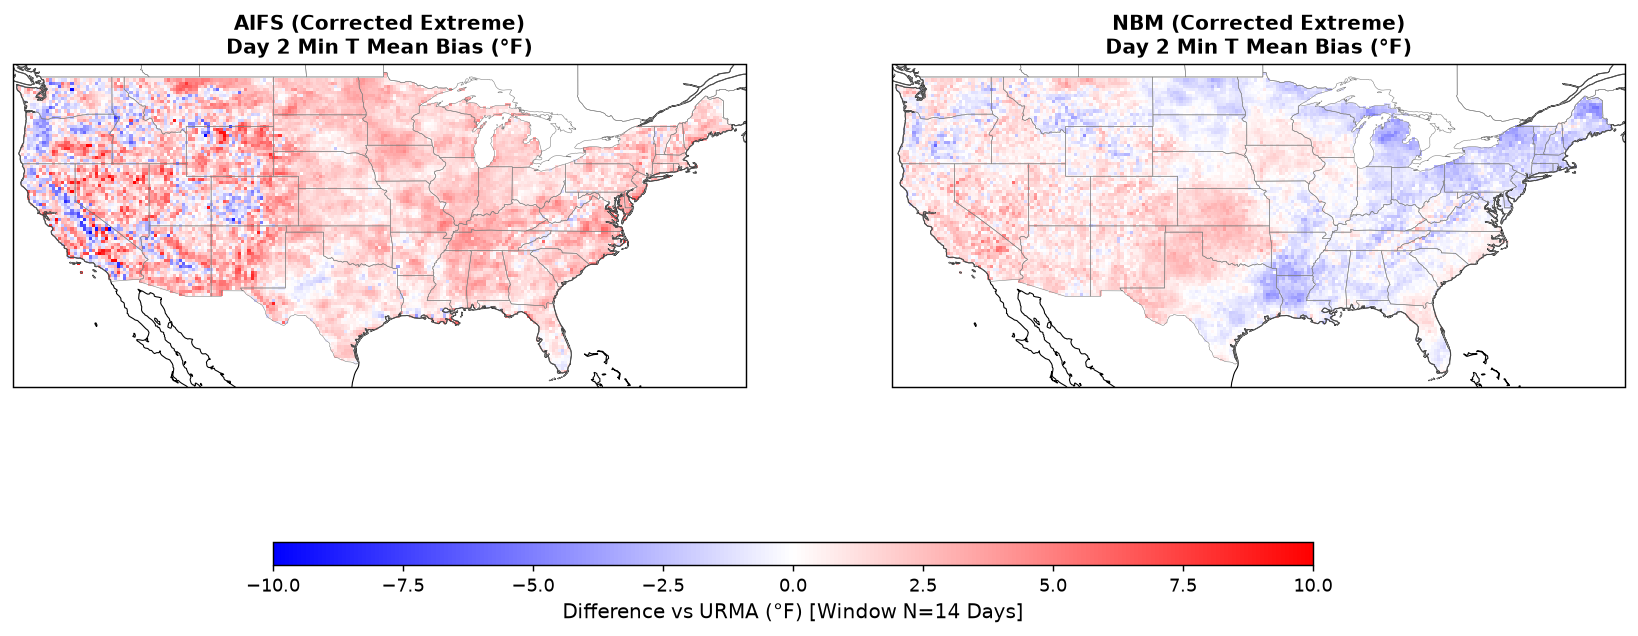 AIFS (Corrected Extreme)
Day 2 Min T Mean Bias (°F)
NBM (Corrected Extreme)
Day 2 Min T Mean Bias (°F)
−10.0 −7.5 −5.0 −2.5 0.0 2.5 5.0 7.5 10.0
Difference vs URMA (°F) [Window N=14 Days]